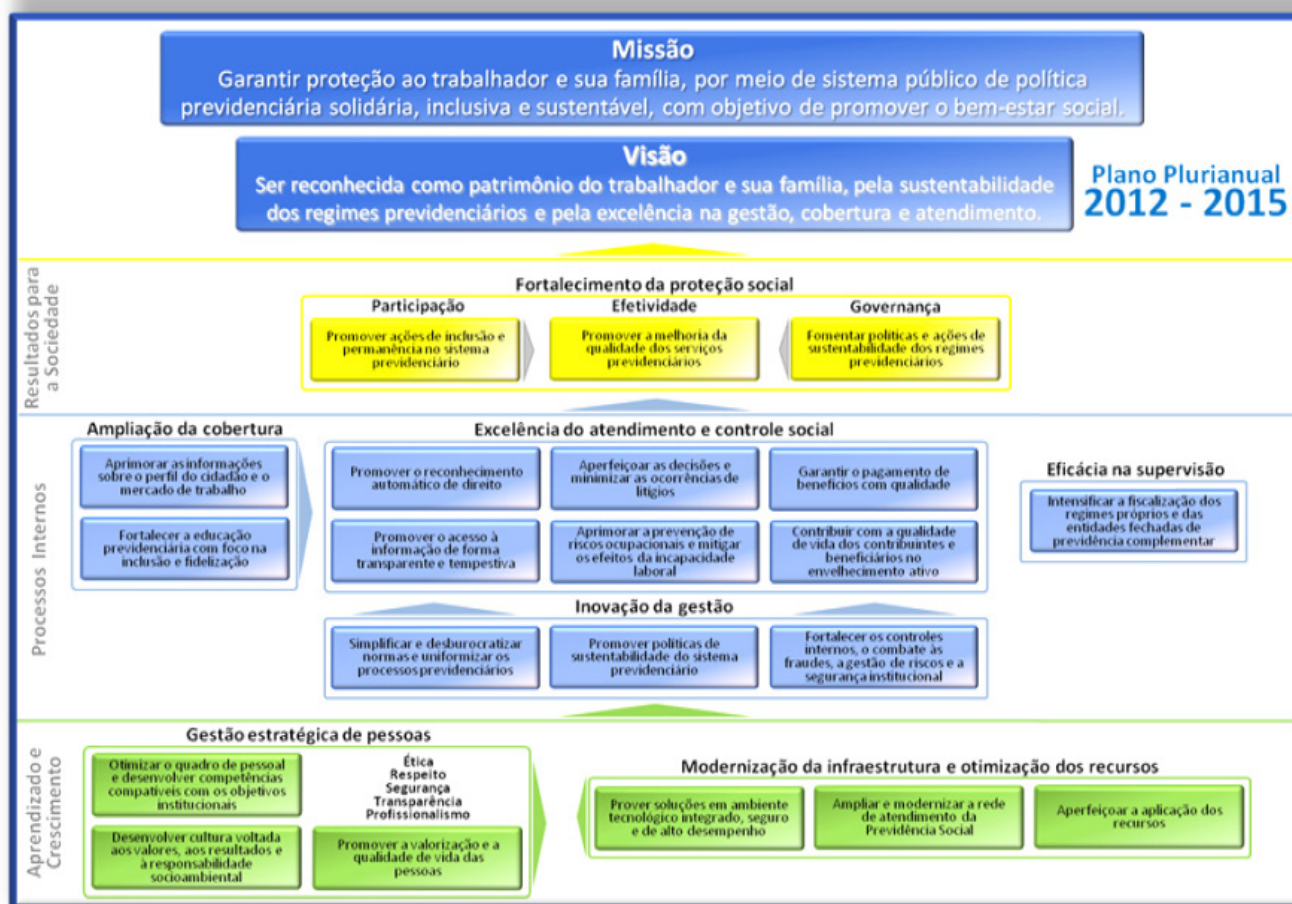 Missão
Garantir proteção ao trabalhador e sua família, por meio de sistema público de política
previdenciária solidária, inclusiva e sustentável, com objetivo de promover o bem-estar social.
Visão
Ser reconhecida como patrimônio do trabalhador e sua família, pela sustentabilidade
dos regimes previdenciários e pela excelência na gestão, cobertura e atendimento.
Plano Plurianual
2012 - 2015
Resultados para
a Sociedade
Fortalecimento da proteção social
Participação
Promover ações de inclusão e
permanência no sistema
previdenciário
Efetividade
Promover a melhoria da
qualidade dos serviços
previdenciários
Governança
Fomentar políticas e ações de
sustentabilidade dos regimes
previdenciários
Processos Internos
Ampliação da cobertura
Aprimorar as informações
sobre o perfil do cidadão e o
mercado de trabalho
Fortalecer a educação
previdenciária com foco na
inclusão e fidelização
Excelência do atendimento e controle social
Promover o reconhecimento
automático de direito
Aperfeiçoar as decisões e
minimizar as ocorrências de
litígios
Garantir o pagamento de
benefícios com qualidade
Promover o acesso à
informação de forma
transparente e tempestiva
Aprimorar a prevenção de
riscos ocupacionais e mitigar
os efeitos da incapacidade
laboral
Contribuir com a qualidade
de vida dos contribuintes e
beneficiários no
envelhecimento ativo
Eficácia na supervisão
Intensificar a fiscalização dos
regimes próprios e das
entidades fechadas de
previdência complementar
Inovação da gestão
Simplificar e desburocratizar
normas e uniformizar os
processos previdenciários
Promover políticas de
sustentabilidade do sistema
previdenciário
Fortalecer os controles
internos, o combate às
fraudes, a gestão de riscos e a
segurança institucional
Aprendizado e
Crescimento
Gestão estratégica de pessoas
Otimizar o quadro de pessoal
e desenvolver competências
compatíveis com os objetivos
institucionais
Ética
Respeito
Segurança
Transparência
Profissionalismo
Desenvolver cultura voltada
aos valores, aos resultados e
à responsabilidade
socioambiental
Promover a valorização e a
qualidade de vida das
pessoas
Modernização da infraestrutura e otimização dos recursos
Prover soluções em ambiente
tecnológico integrado, seguro
e de alto desempenho
Ampliar e modernizar a rede
de atendimento da
Previdência Social
Aperfeiçoar a aplicação dos
recursos